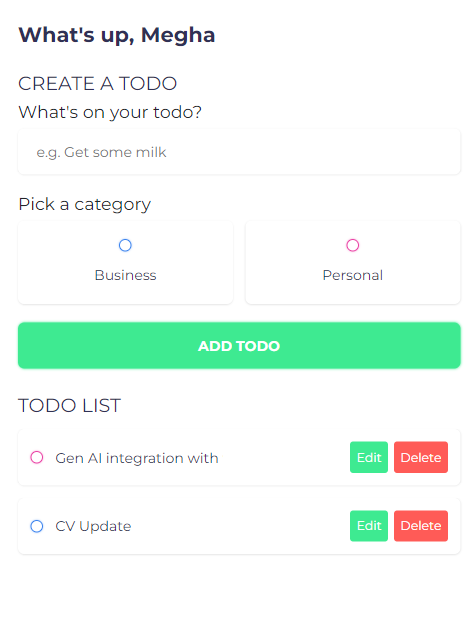 What's up, Megha
CREATE A TODO
What's on your todo?
e.g. Get some milk
Pick a category
Business Personal
ADD TODO
TODO LIST
Gen AI integration with Edit Delete
CV Update Edit Delete